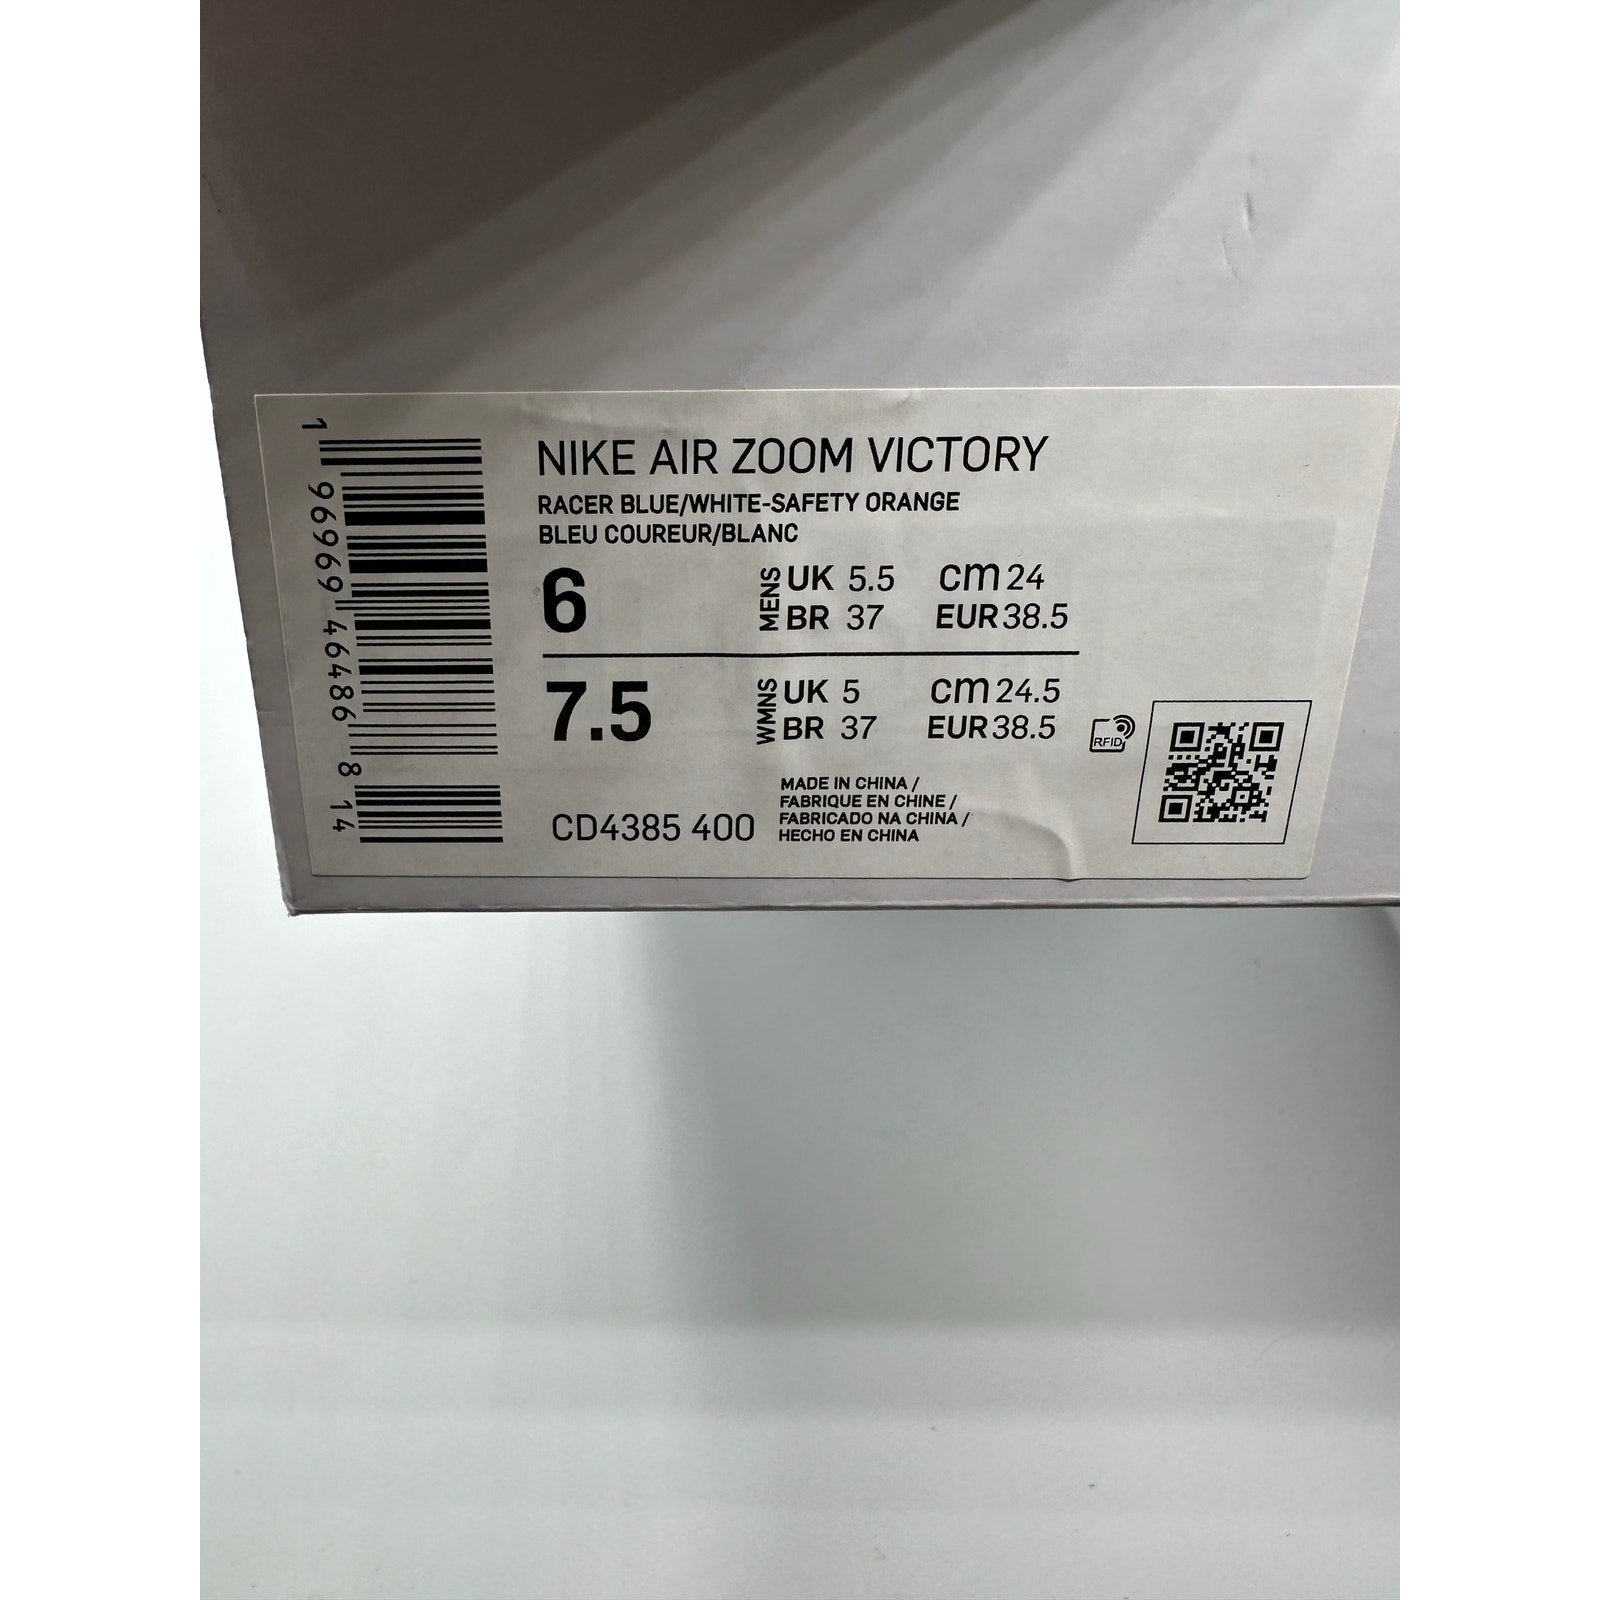 NIKE AIR ZOOM VICTORY
RACER BLUE/WHITE-SAFETY ORANGE
BLEU COUREUR/BLANC
6 MENS UK 5.5 cm 24
BR 37 EUR 38.5
7.5 WMNS UK 5 cm 24.5
BR 37 EUR 38.5
RFID
MADE IN CHINA /
FABRIQUE EN CHINE /
FABRICADO NA CHINA /
HECHO EN CHINA
CD4385 400
1 96969 46486 8 14